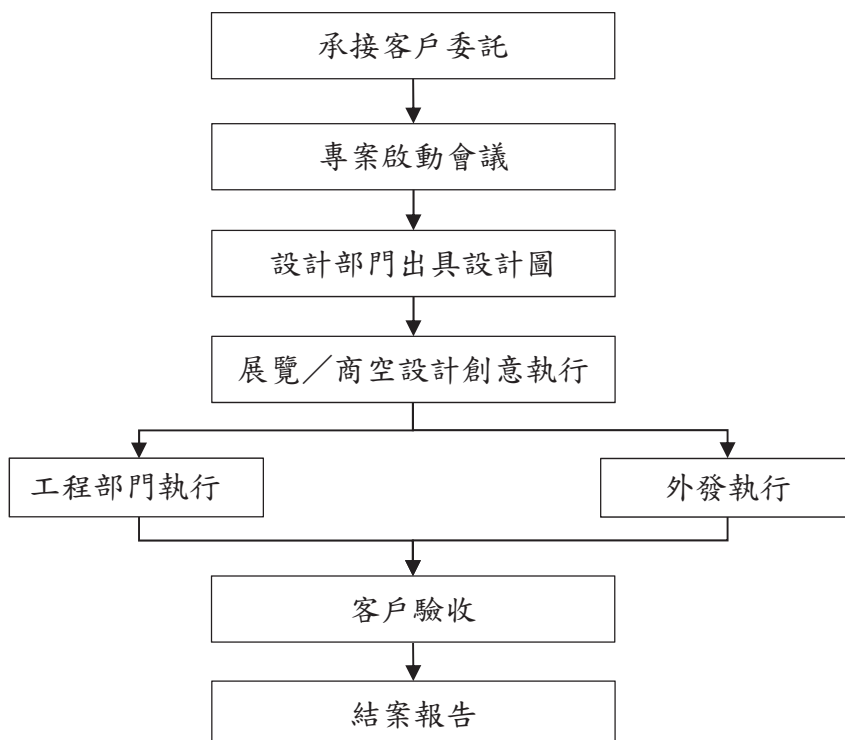 承接客戶委託
專案啟動會議
設計部門出具設計圖
展覽／商空設計創意執行
工程部門執行
外發執行
客戶驗收
結案報告